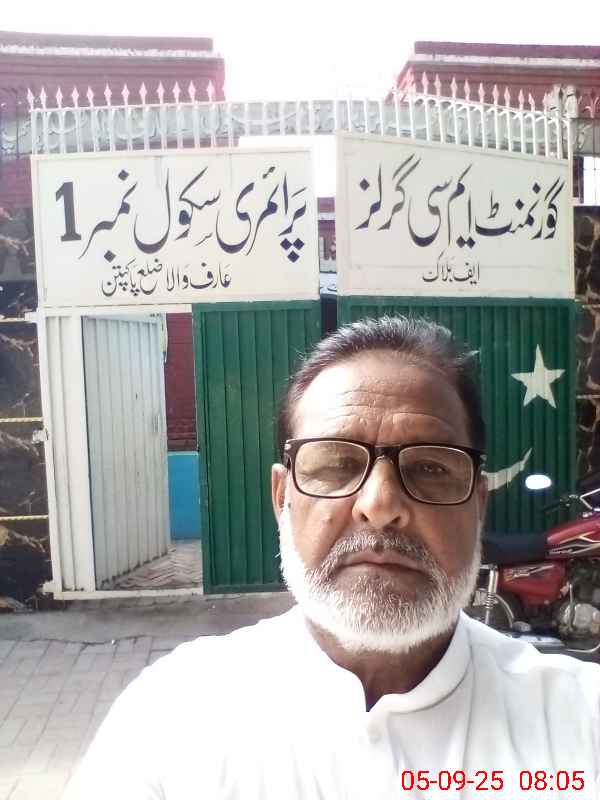 گورنمنٹ ایم سی گرلز پرائمری سکول نمبر 1
ایف بلاک عارف والا ضلع پاکپتن
05-09-25 08:05